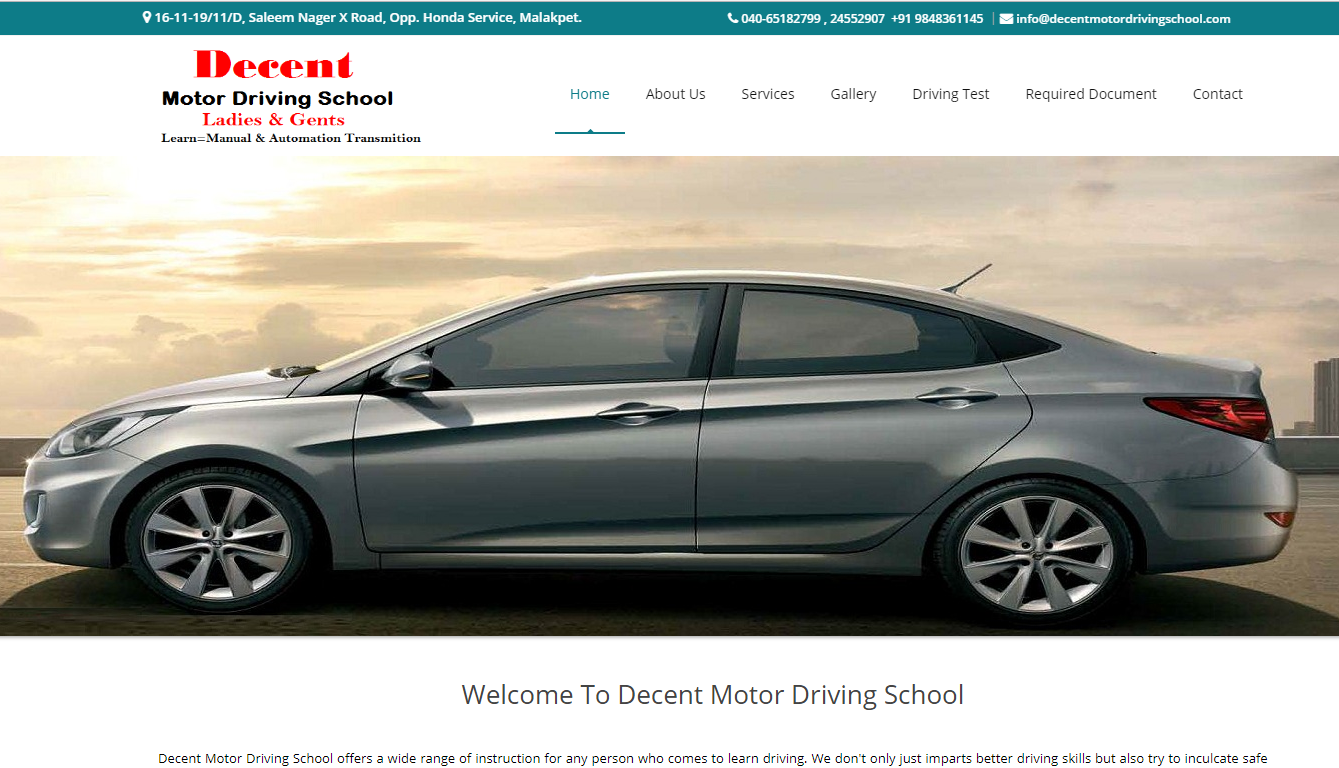 16-11-19/11/D, Saleem Nager X Road, Opp. Honda Service, Malakpet.
040-65182799 , 24552907 +91 9848361145 | info@decentmotordrivingschool.com
Decent
Motor Driving School
Ladies & Gents
Learn=Manual & Automation Transmition
Home About Us Services Gallery Driving Test Required Document Contact
Welcome To Decent Motor Driving School
Decent Motor Driving School offers a wide range of instruction for any person who comes to learn driving. We don't only just imparts better driving skills but also try to inculcate safe